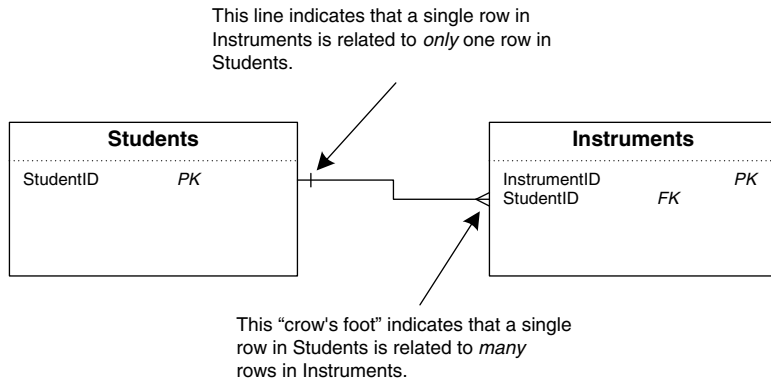 This line indicates that a single row in
Instruments is related to only one row in
Students.
Students
StudentID PK
Instruments
InstrumentID PK
StudentID FK
This “crow's foot” indicates that a single
row in Students is related to many
rows in Instruments.